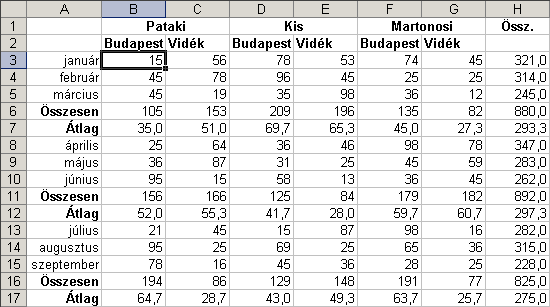 A B C D E F G H
1 Pataki Kis Martonosi Össz.
2 Budapest Vidék Budapest Vidék Budapest Vidék
3 január 15 56 78 53 74 45 321,0
4 február 45 78 96 45 25 25 314,0
5 március 45 19 35 98 36 12 245,0
6 Összesen 105 153 209 196 135 82 880,0
7 Átlag 35,0 51,0 69,7 65,3 45,0 27,3 293,3
8 április 25 64 36 46 98 78 347,0
9 május 36 87 31 25 45 59 283,0
10 június 95 15 58 13 36 45 262,0
11 Összesen 156 166 125 84 179 182 892,0
12 Átlag 52,0 55,3 41,7 28,0 59,7 60,7 297,3
13 július 21 45 15 87 98 16 282,0
14 augusztus 95 25 69 25 65 36 315,0
15 szeptember 78 16 45 36 28 25 228,0
16 Összesen 194 86 129 148 191 77 825,0
17 Átlag 64,7 28,7 43,0 49,3 63,7 25,7 275,0